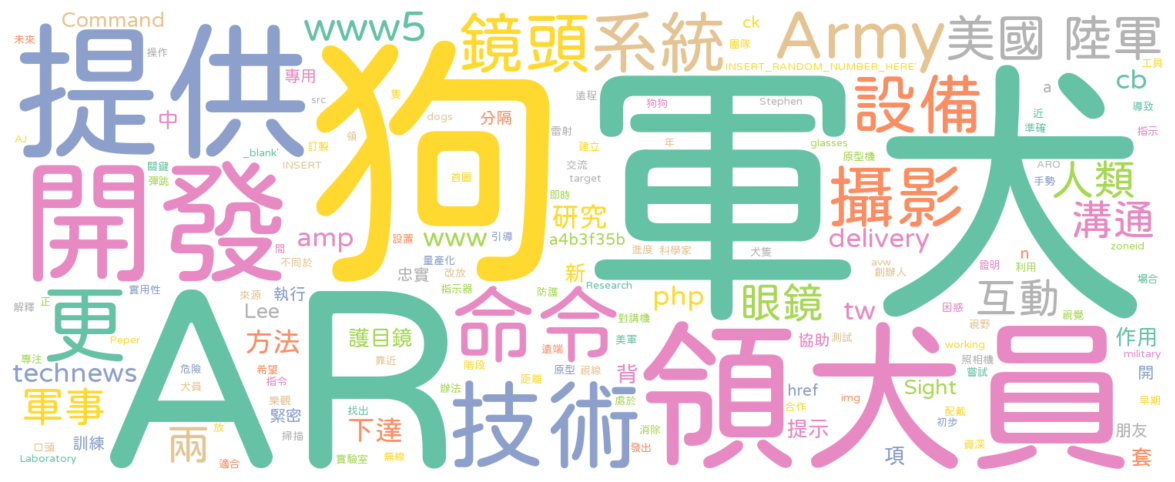 Command
www5
鏡頭
系統
ck
團隊
Army
美國
陸軍
未來
操作
提供
專用
狗
INSERT_RANDOM_NUMBER_HERE'
工具
中
src
隻
dogs
分隔
遠程
雷射
狗狗
Stephen
設備
a
cb
近
準確
導致
指示
AJ
領
訂製
建立
年
glasses
原型機
軍犬
_blank'
關鍵
彈跳
INSERT
首圖
交流
target
即時
攝影
ARO
手勢
人類
開發
研究
溝通
amp
設置
www
引導
a4b3f35b
進度
科學家
犬隻
delivery
zoneid
間
不同於
量產化
忠實
改放
指示器
新
防護
Research
avw
創辦人
n
證明
利用
場合
解釋
正
更
實用性
來源
執行
Lee
AR
護目鏡
命令
對講機
美軍
php
眼鏡
tw
互動
困惑
視覺
視野
Peper
專注
方法
靠近
階段
遠端
原型
視線
背
協助
測試
working
作用
military
technews
危險
希望
指令
犬員
距離
辦法
領犬員
href
照相機
嘗試
開
軍事
樂觀
緊密
找出
技術
處於
合作
Sight
img
配戴
早期
兩
放
下達
消除
提示
初步
朋友
訓練
掃描
口頭
Laboratory
適合
實驗室
無線
發出
項
資深
套